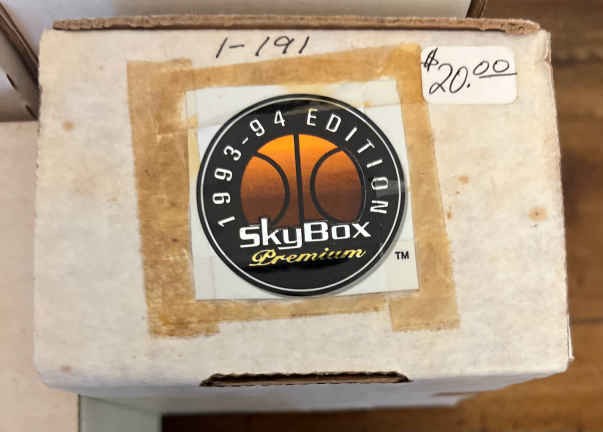 1-191
$20.00
1993-94 EDITION
SkyBox
Premium
TM